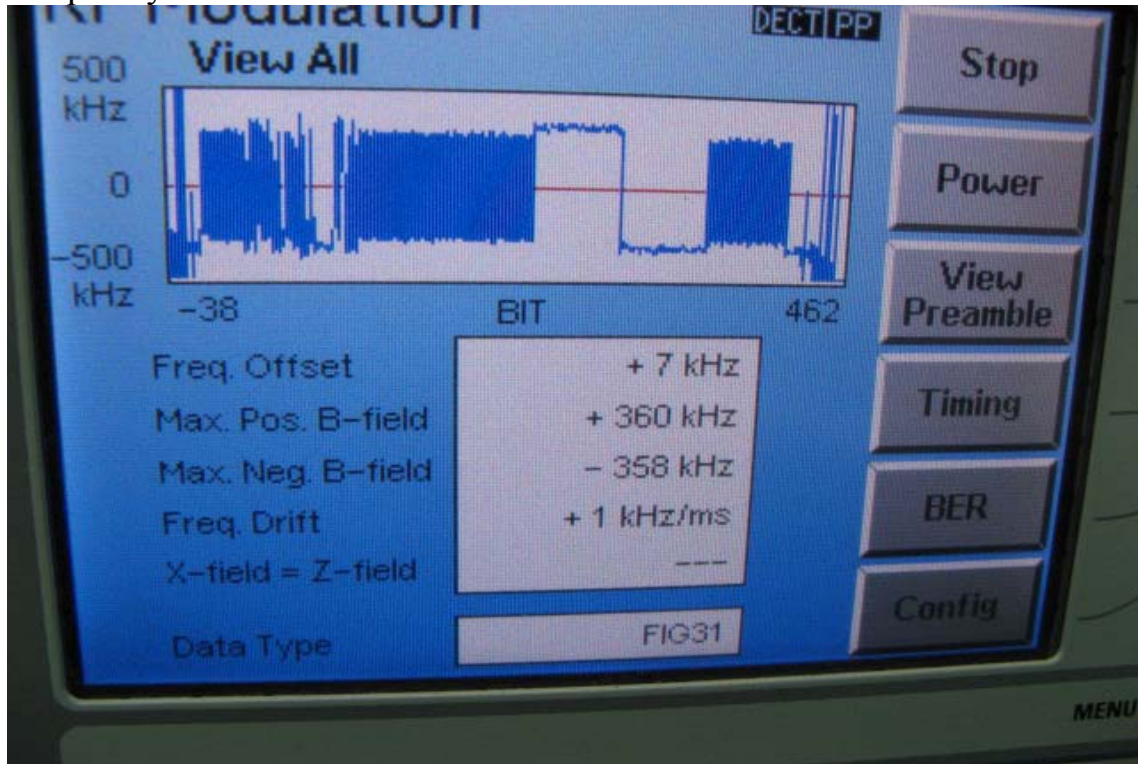 RF Modulation
DECT PP
View All
500
kHz
0
-500
kHz
-38
BIT
462
Freq. Offset
+ 7 kHz
Max. Pos. B-field
+ 360 kHz
Max. Neg. B-field
- 358 kHz
Freq. Drift
+ 1 kHz/ms
X-field = Z-field
---
Data Type
FIG31
Stop
Power
View
Preamble
Timing
BER
Config
MENU